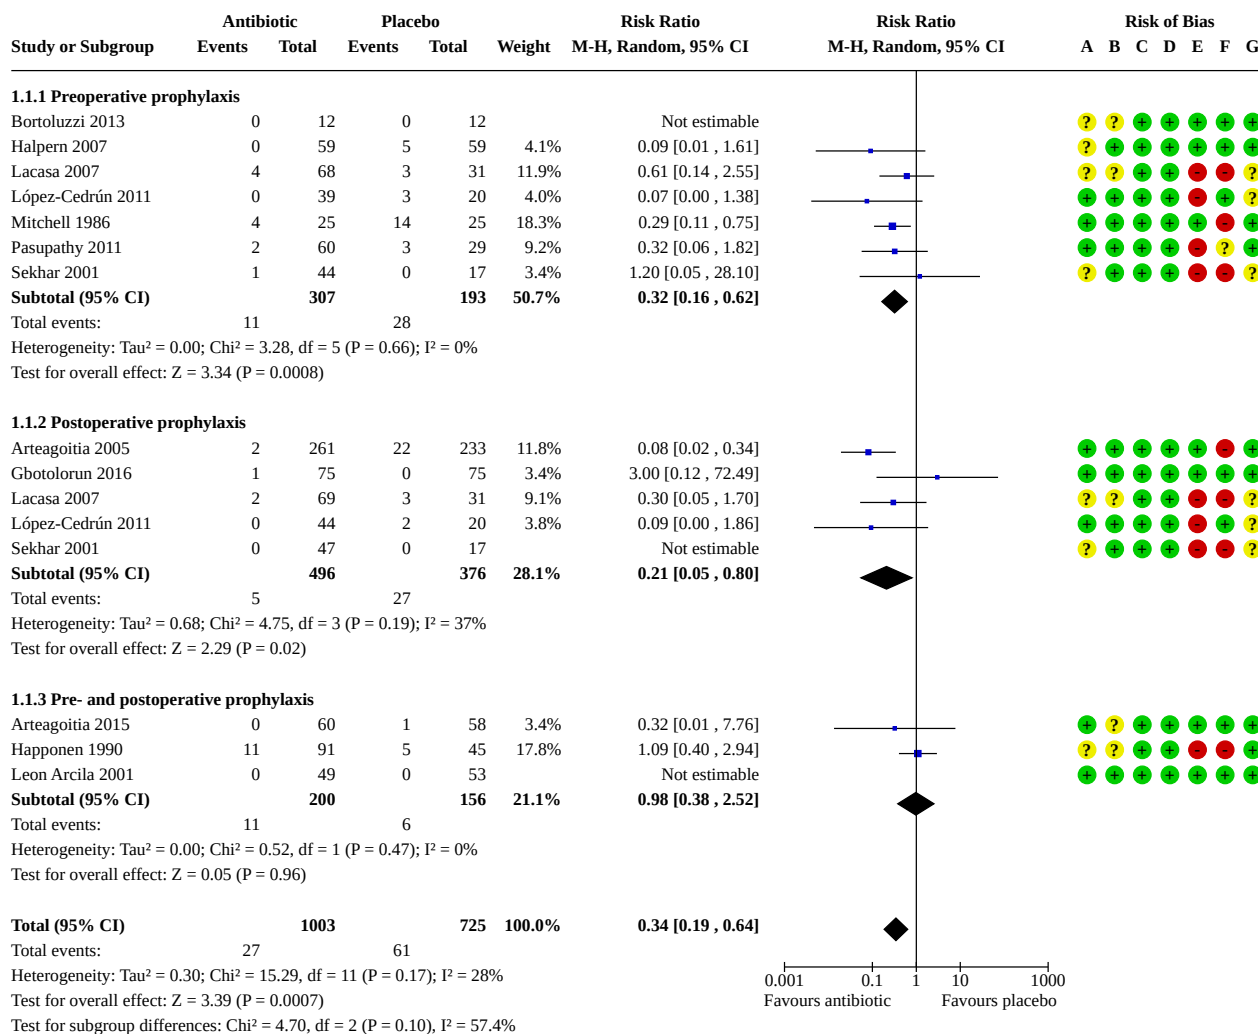 Antibiotic Placebo Risk Ratio Risk Ratio Risk of Bias
Study or Subgroup Events Total Events Total Weight M-H, Random, 95% CI M-H, Random, 95% CI A B C D E F G
1.1.1 Preoperative prophylaxis
Bortoluzzi 2013 0 12 0 12 Not estimable ? ? + + + + +
Halpern 2007 0 59 5 59 4.1% 0.09 [0.01 , 1.61] ? + + + + + +
Lacasa 2007 4 68 3 31 11.9% 0.61 [0.14 , 2.55] ? ? + + - - ?
López-Cedrún 2011 0 39 3 20 4.0% 0.07 [0.00 , 1.38] + + + + - + ?
Mitchell 1986 4 25 14 25 18.3% 0.29 [0.11 , 0.75] + + + + + - +
Pasupathy 2011 2 60 3 29 9.2% 0.32 [0.06 , 1.82] + + + + - ? +
Sekhar 2001 1 44 0 17 3.4% 1.20 [0.05 , 28.10] ? + + + - - ?
Subtotal (95% CI) 307 193 50.7% 0.32 [0.16 , 0.62]
Total events: 11 28
Heterogeneity: Tau² = 0.00; Chi² = 3.28, df = 5 (P = 0.66); I² = 0%
Test for overall effect: Z = 3.34 (P = 0.0008)
1.1.2 Postoperative prophylaxis
Arteagoitia 2005 2 261 22 233 11.8% 0.08 [0.02 , 0.34] + + + + + - +
Gbotolorun 2016 1 75 0 75 3.4% 3.00 [0.12 , 72.49] + + + + + + +
Lacasa 2007 2 69 3 31 9.1% 0.30 [0.05 , 1.70] ? ? + + - - ?
López-Cedrún 2011 0 44 2 20 3.8% 0.09 [0.00 , 1.86] + + + + - + ?
Sekhar 2001 0 47 0 17 Not estimable ? + + + - - ?
Subtotal (95% CI) 496 376 28.1% 0.21 [0.05 , 0.80]
Total events: 5 27
Heterogeneity: Tau² = 0.68; Chi² = 4.75, df = 3 (P = 0.19); I² = 37%
Test for overall effect: Z = 2.29 (P = 0.02)
1.1.3 Pre- and postoperative prophylaxis
Arteagoitia 2015 0 60 1 58 3.4% 0.32 [0.01 , 7.76] + ? + + + + +
Happonen 1990 11 91 5 45 17.8% 1.09 [0.40 , 2.94] ? ? + + - - +
Leon Arcila 2001 0 49 0 53 Not estimable + + + + + + +
Subtotal (95% CI) 200 156 21.1% 0.98 [0.38 , 2.52]
Total events: 11 6
Heterogeneity: Tau² = 0.00; Chi² = 0.52, df = 1 (P = 0.47); I² = 0%
Test for overall effect: Z = 0.05 (P = 0.96)
Total (95% CI) 1003 725 100.0% 0.34 [0.19 , 0.64]
Total events: 27 61
Heterogeneity: Tau² = 0.30; Chi² = 15.29, df = 11 (P = 0.17); I² = 28%
0.001 0.1 1 10 1000
Test for overall effect: Z = 3.39 (P = 0.0007)
Favours antibiotic Favours placebo
Test for subgroup differences: Chi² = 4.70, df = 2 (P = 0.10), I² = 57.4%